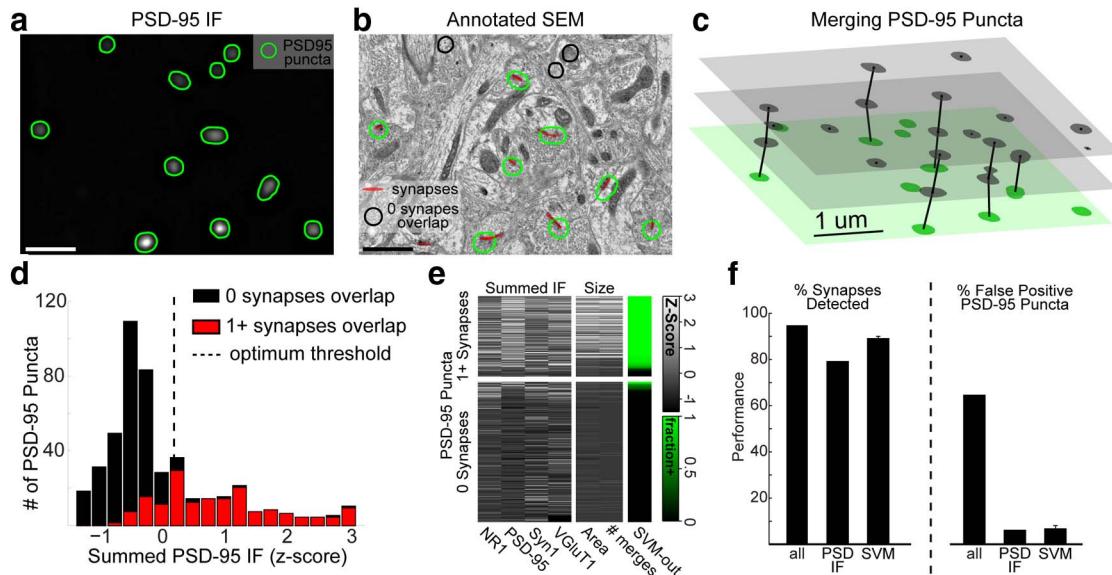 a
PSD-95 IF
PSD95
puncta
b
Annotated SEM
synapses
0 synapes
overlap
c
Merging PSD-95 Puncta
1 um
d
120
80
40
# of PSD-95 Puncta
0 synapses overlap
1+ synapses overlap
optimum threshold
−1 0 1 2 3
Summed PSD-95 IF (z-score)
e
Summed IF Size
PSD-95 Puncta
1+ Synapses
0 Synapses
NR1 PSD-95 Syn1 VGluT1 Area # merges SVM-out
Z-Score
3 2 1 0 -1
fraction+
1 0.5 0
f
% Synapses
Detected
% False Positive
PSD-95 Puncta
Performance
100
80
60
40
20
all PSD SVM all PSD SVM
IF IF